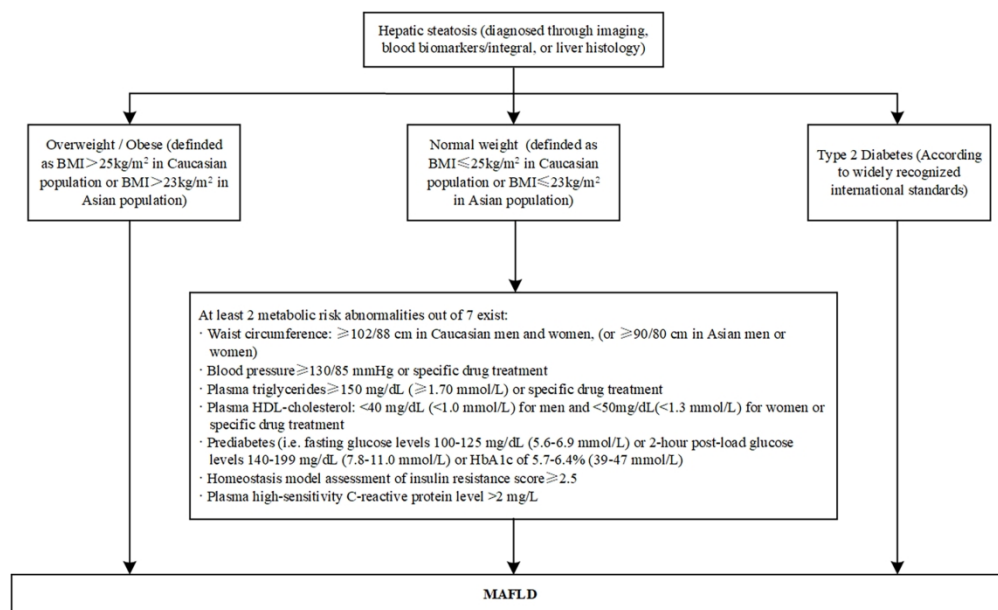 Hepatic steatosis (diagnosed through imaging,
blood biomarkers/integral, or liver histology)
Overweight / Obese (definded
as BMI＞25kg/m² in Caucasian
population or BMI＞23kg/m² in
Asian population)
Normal weight (definded as
BMI≤25kg/m² in Caucasian
population or BMI≤23kg/m²
in Asian population)
Type 2 Diabetes (According
to widely recognized
international standards)
At least 2 metabolic risk abnormalities out of 7 exist:
· Waist circumference: ≥102/88 cm in Caucasian men and women, (or ≥90/80 cm in Asian men or
women)
· Blood pressure≥130/85 mmHg or specific drug treatment
· Plasma triglycerides≥150 mg/dL (≥1.70 mmol/L) or specific drug treatment
· Plasma HDL-cholesterol: <40 mg/dL (<1.0 mmol/L) for men and <50mg/dL(<1.3 mmol/L) for women or
specific drug treatment
· Prediabetes (i.e. fasting glucose levels 100-125 mg/dL (5.6-6.9 mmol/L) or 2-hour post-load glucose
levels 140-199 mg/dL (7.8-11.0 mmol/L) or HbA1c of 5.7-6.4% (39-47 mmol/L)
· Homeostasis model assessment of insulin resistance score≥2.5
· Plasma high-sensitivity C-reactive protein level >2 mg/L
MAFLD